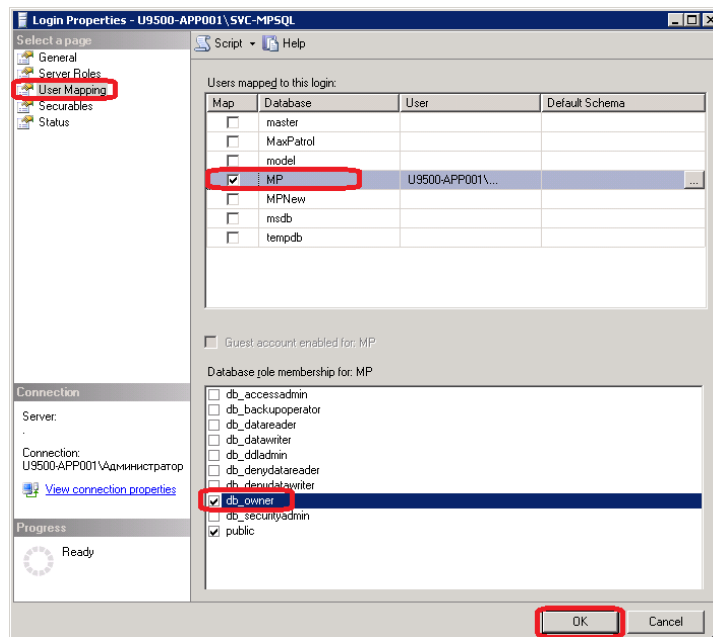 Login Properties - U9500-APP001\SVC-MPSQL
Select a page
General
Server Roles
User Mapping
Securables
Status
Script
Help
Users mapped to this login:
Map
Database
User
Default Schema
master
MaxPatrol
model
MP
U9500-APP001\...
...
MPNew
msdb
tempdb
Guest account enabled for: MP
Database role membership for: MP
db_accessadmin
db_backupoperator
db_datareader
db_datawriter
db_ddladmin
db_denydatareader
db_denydatawriter
db_owner
db_securityadmin
public
Connection
Server:
.
Connection:
U9500-APP001\Администратор
View connection properties
Progress
Ready
OK
Cancel